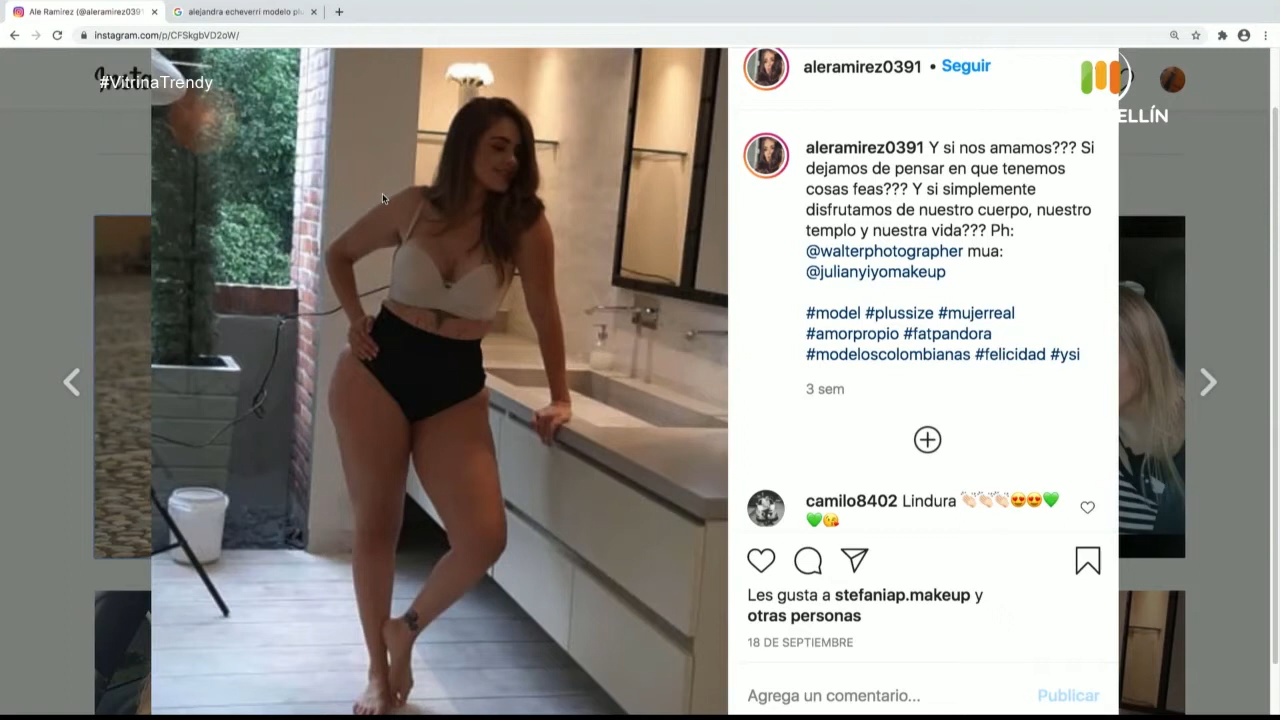 Ale Ramirez (@aleramirez0391
alejandra echeverri modelo plu
instagram.com/p/CFSkgbVD2oW/
#VitrinaTrendy
aleramirez0391 • Seguir
ELLÍN
aleramirez0391 Y si nos amamos??? Si
dejamos de pensar en que tenemos
cosas feas??? Y si simplemente
disfrutamos de nuestro cuerpo, nuestro
templo y nuestra vida??? Ph:
@walterphotographer mua:
@julianyiyomakeup
#model #plussize #mujerreal
#amorpropio #fatpandora
#modeloscolombianas #felicidad #ysi
3 sem
camilo8402 Lindura 👏🏻👏🏻👏🏻😍😍💚
💚😘
Les gusta a stefaniap.makeup y
otras personas
18 DE SEPTIEMBRE
Agrega un comentario...
Publicar